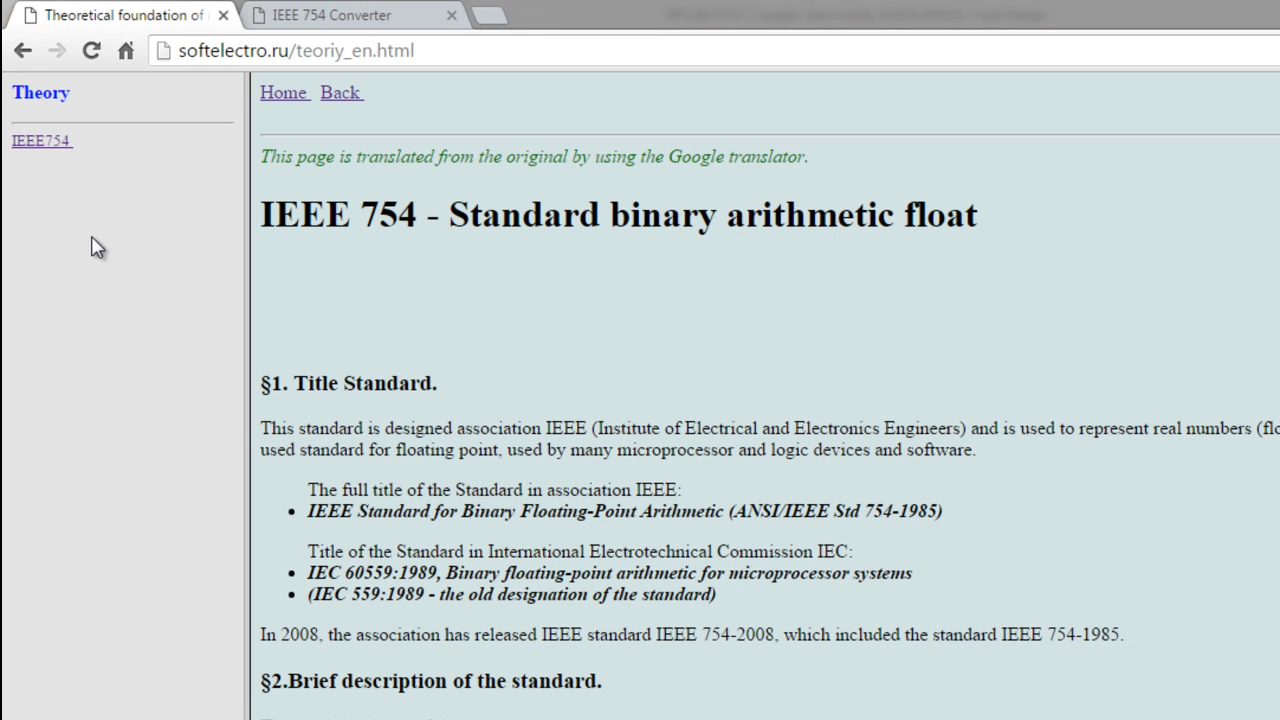 Theoretical foundation of
IEEE 754 Converter
softelectro.ru/teoriy_en.html
Theory
IEEE754
Home Back
This page is translated from the original by using the Google translator.
IEEE 754 - Standard binary arithmetic float
§1. Title Standard.
This standard is designed association IEEE (Institute of Electrical and Electronics Engineers) and is used to represent real numbers (flo
used standard for floating point, used by many microprocessor and logic devices and software.
The full title of the Standard in association IEEE:
• IEEE Standard for Binary Floating-Point Arithmetic (ANSI/IEEE Std 754-1985)
Title of the Standard in International Electrotechnical Commission IEC:
• IEC 60559:1989, Binary floating-point arithmetic for microprocessor systems
• (IEC 559:1989 - the old designation of the standard)
In 2008, the association has released IEEE standard IEEE 754-2008, which included the standard IEEE 754-1985.
§2.Brief description of the standard.